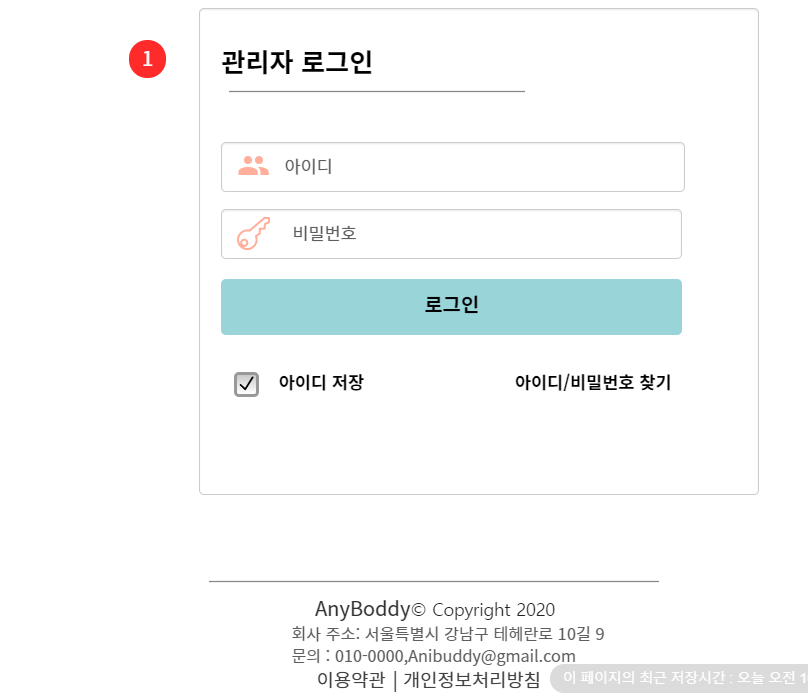 1
관리자 로그인
아이디
비밀번호
로그인
아이디 저장 아이디/비밀번호 찾기
AnyBoddy© Copyright 2020
회사 주소: 서울특별시 강남구 테헤란로 10길 9
문의 : 010-0000,Anibuddy@gmail.com
이용약관 | 개인정보처리방침
이 페이지의 최근 저장시간 : 오늘 오전 1